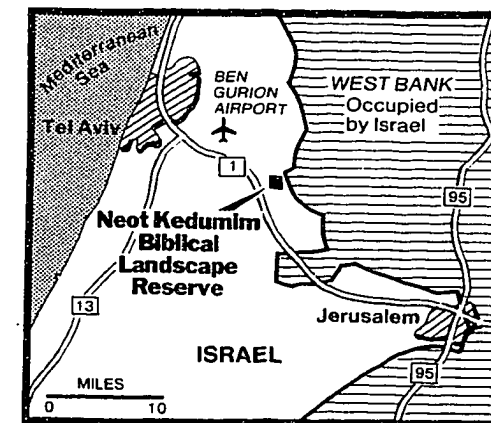 Mediterranean
Sea
Tel Aviv
BEN
GURION
AIRPORT
WEST BANK
Occupied
by Israel
1
95
Neot Kedumim
Biblical
Landscape
Reserve
13
Jerusalem
ISRAEL
95
MILES
0 10